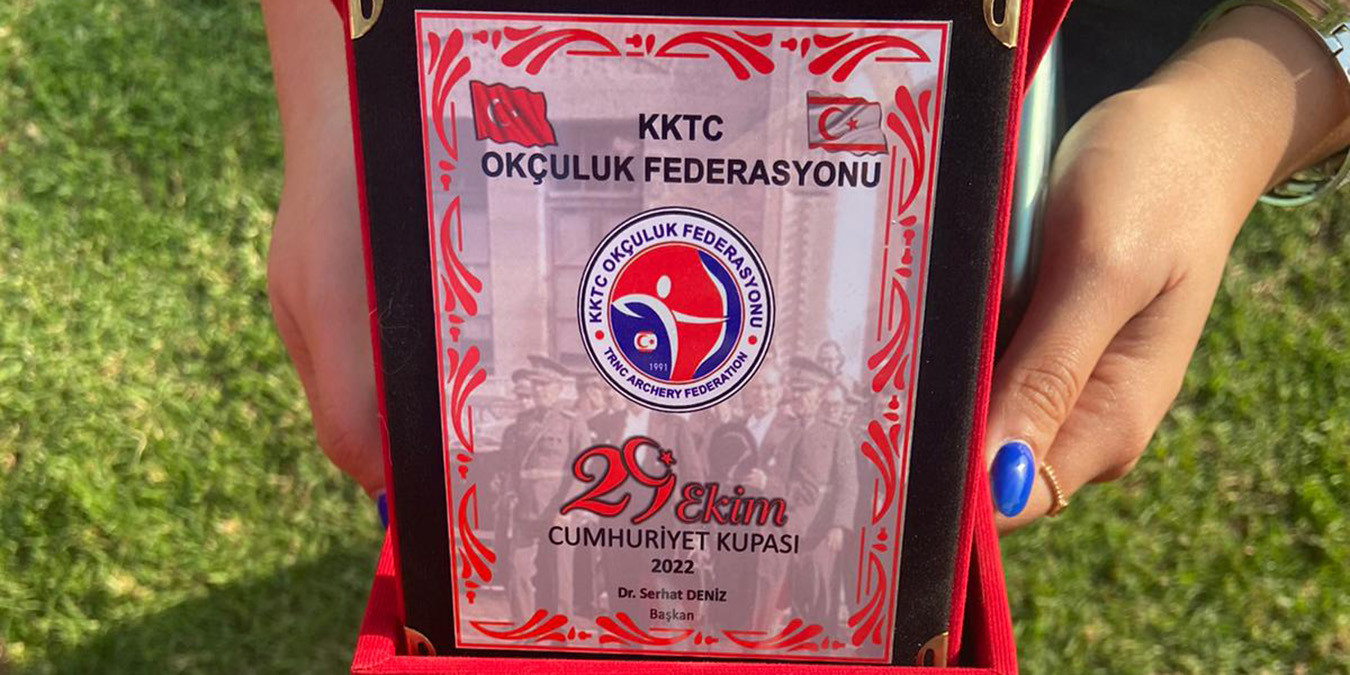 KKTC
OKÇULUK FEDERASYONU
KKTC OKÇULUK FEDERASYONU
1991
TRNC ARCHERY FEDERATION
29 Ekim
CUMHURİYET KUPASI
2022
Dr. Serhat DENİZ
Başkan